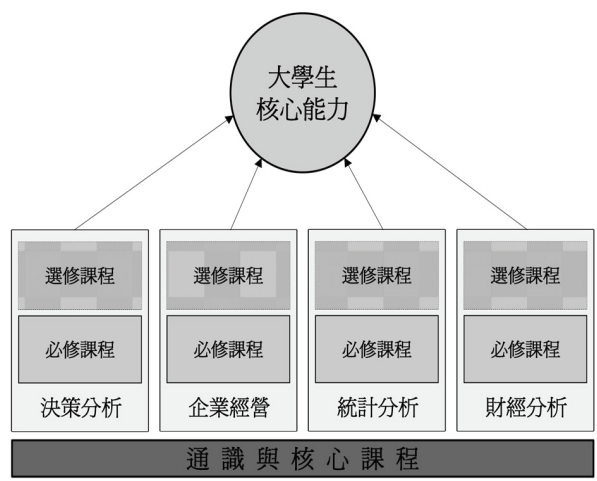 大學生
核心能力
選修課程
選修課程
選修課程
選修課程
必修課程
必修課程
必修課程
必修課程
決策分析
企業經營
統計分析
財經分析
通識與核心課程